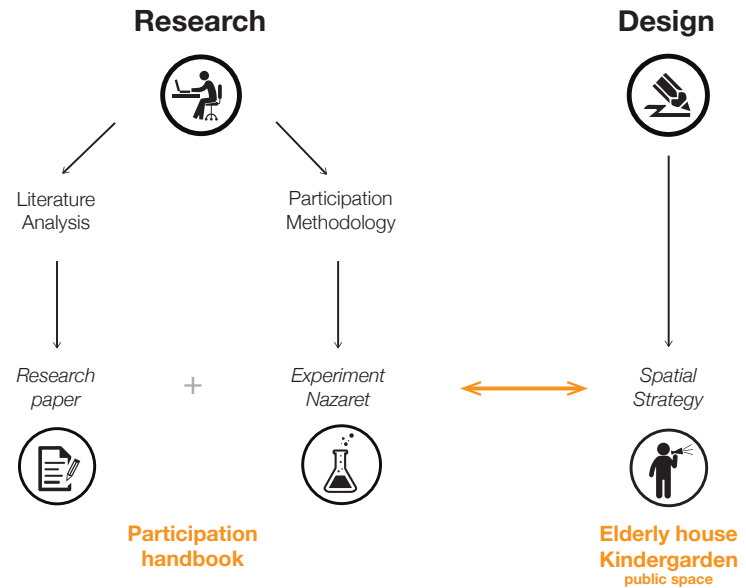 Research
Design
Literature
Analysis
Participation
Methodology
Research
paper
+
Experiment
Nazaret
Spatial
Strategy
Participation
handbook
Elderly house
Kindergarden
public space